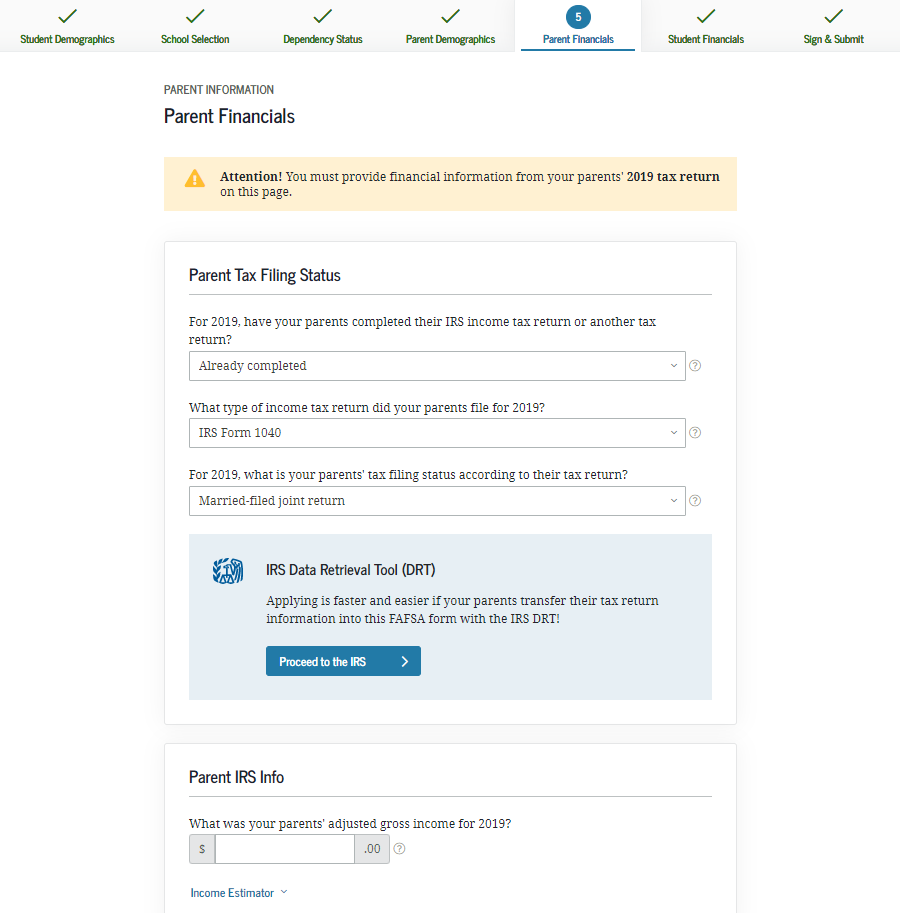 Student Demographics
School Selection
Dependency Status
Parent Demographics
5
Parent Financials
Student Financials
Sign & Submit
PARENT INFORMATION
Parent Financials
Attention! You must provide financial information from your parents' 2019 tax return
on this page.
Parent Tax Filing Status
For 2019, have your parents completed their IRS income tax return or another tax
return?
Already completed
?
What type of income tax return did your parents file for 2019?
IRS Form 1040
?
For 2019, what is your parents' tax filing status according to their tax return?
Married-filed joint return
?
IRS Data Retrieval Tool (DRT)
Applying is faster and easier if your parents transfer their tax return
information into this FAFSA form with the IRS DRT!
Proceed to the IRS
Parent IRS Info
What was your parents' adjusted gross income for 2019?
$ .00 ?
Income Estimator